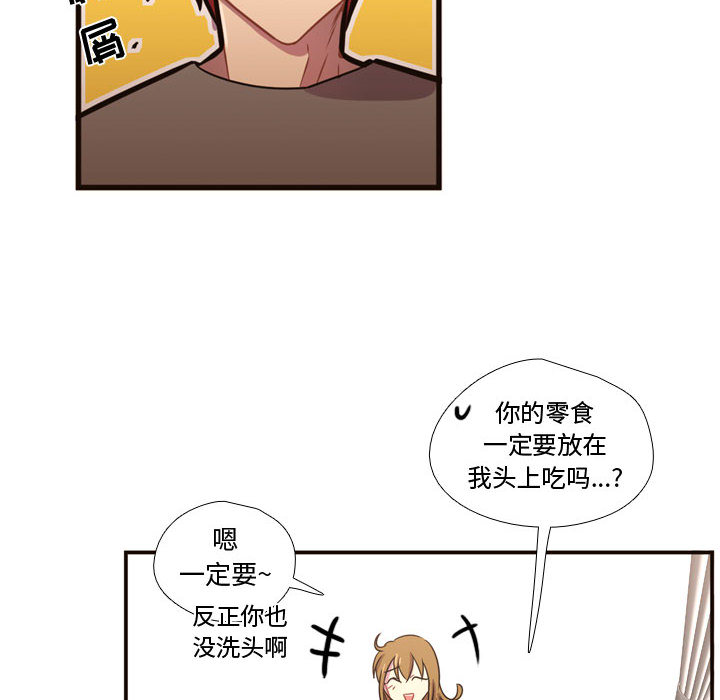 屑,
你的零食
一定要放在
我头上吃吗...?
嗯
一定要~
反正你也
没洗头啊